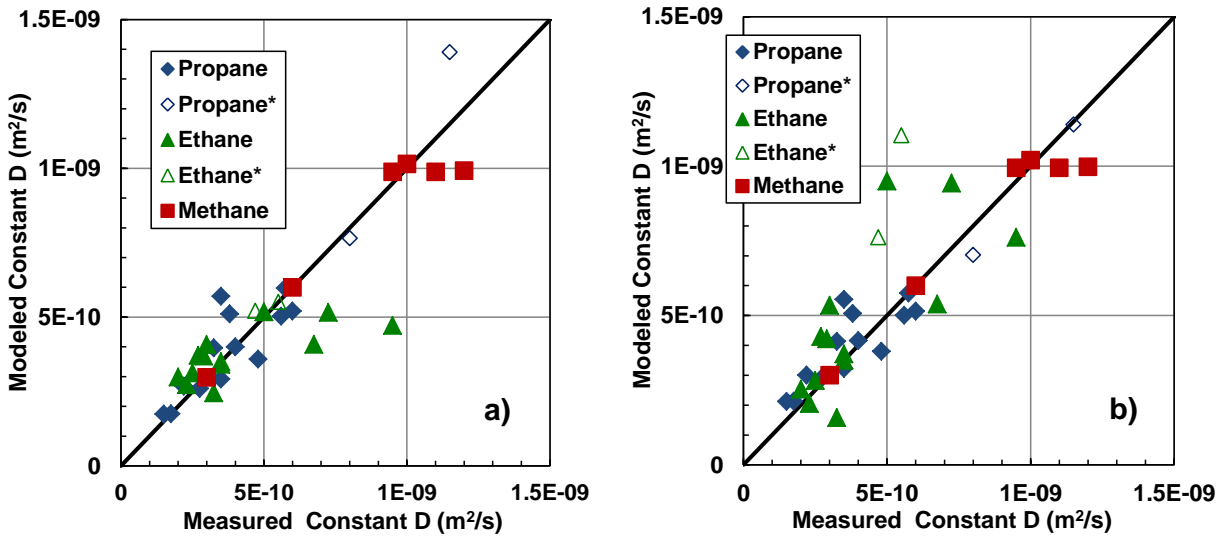 1.5E-09
1E-09
5E-10
0
Modeled Constant D (m²/s)
Propane
Propane*
Ethane
Ethane*
Methane
a)
0 5E-10 1E-09 1.5E-09
Measured Constant D (m²/s)
1.5E-09
1E-09
5E-10
0
Modeled Constant D (m²/s)
Propane
Propane*
Ethane
Ethane*
Methane
b)
0 5E-10 1E-09 1.5E-09
Measured Constant D (m²/s)